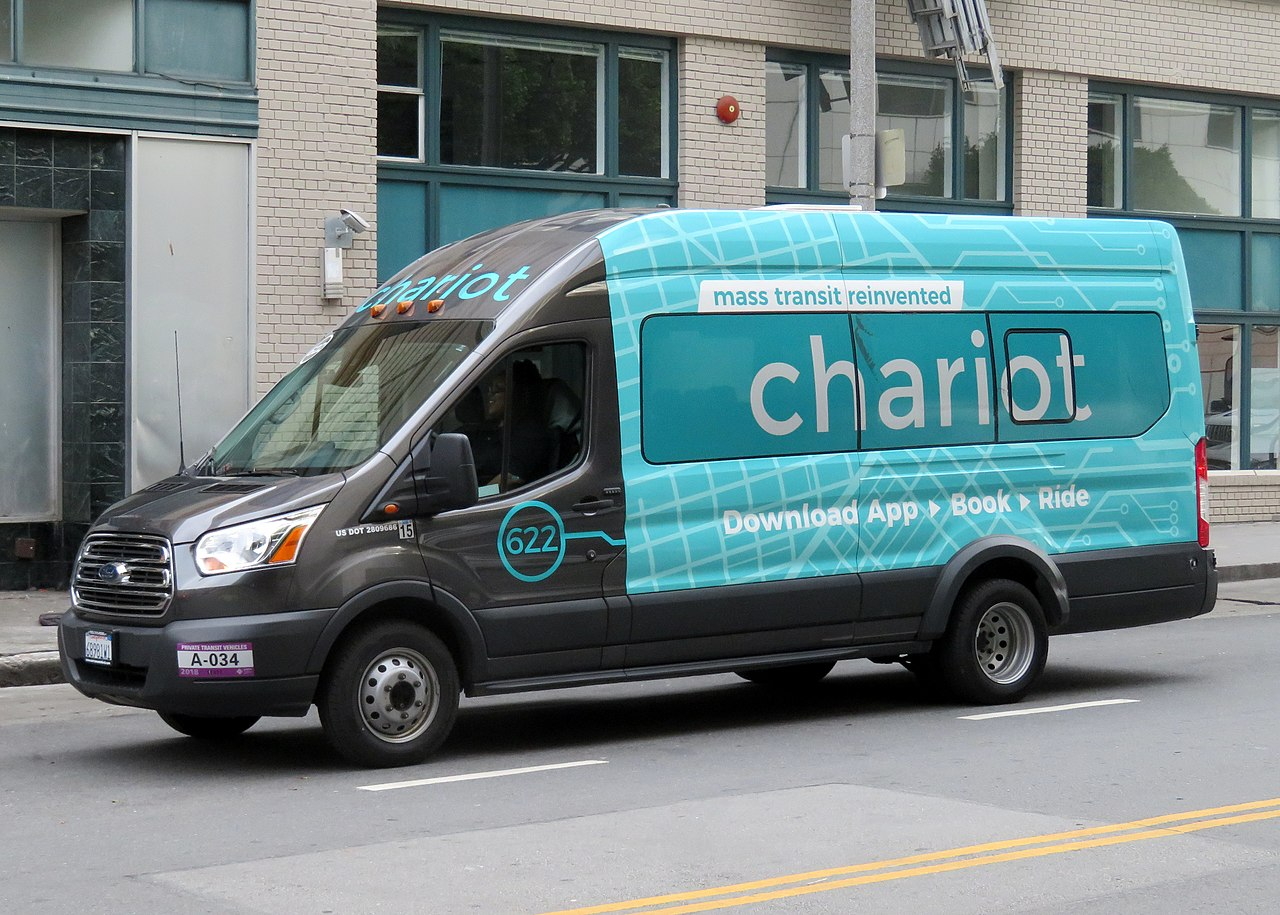 chariot
mass transit reinvented
chariot
Download App ▸ Book ▸ Ride
622
US DOT 2809686 15
PRIVATE TRANSIT VEHICLES
A-034
2018